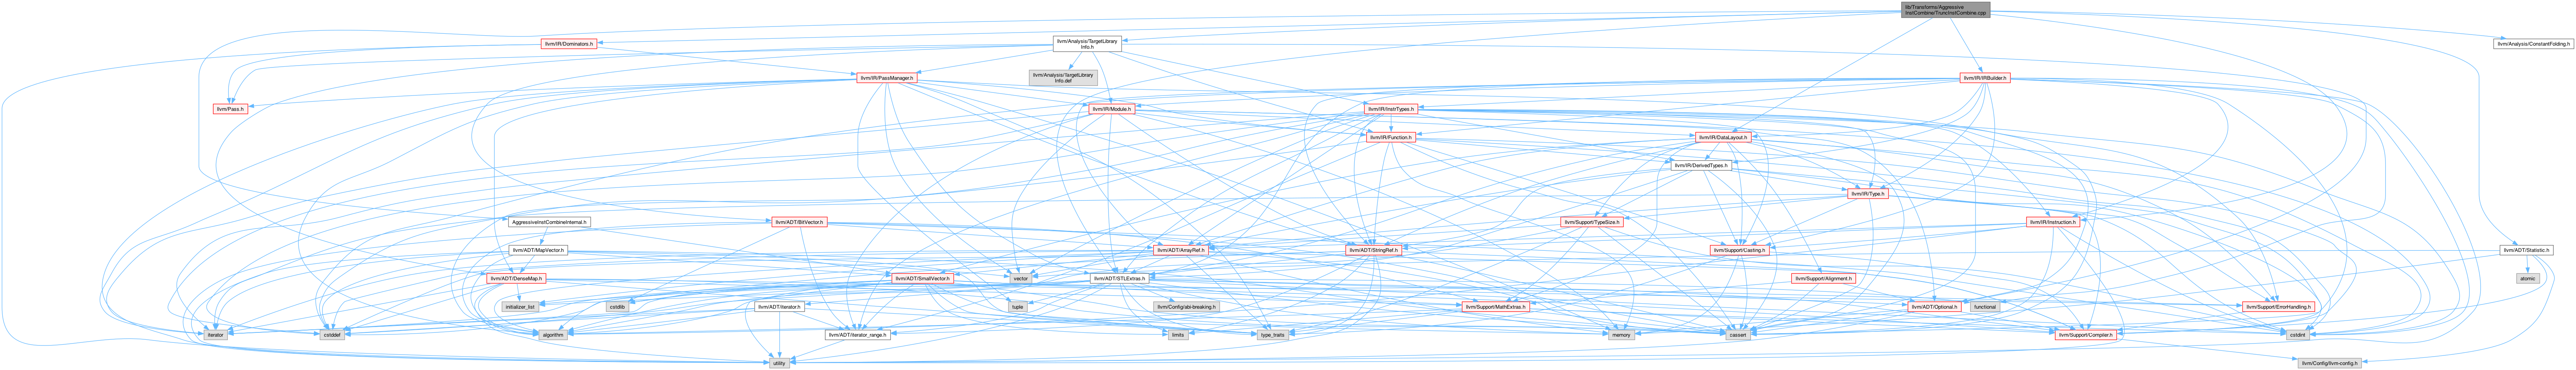 lib/Transforms/Aggressive
InstCombine/TruncInstCombine.cpp
llvm/IR/Dominators.h
llvm/Analysis/TargetLibrary
Info.h
llvm/Analysis/ConstantFolding.h
llvm/IR/PassManager.h
llvm/Analysis/TargetLibrary
Info.def
llvm/IR/IRBuilder.h
llvm/Pass.h
llvm/IR/Module.h
llvm/IR/InstrTypes.h
llvm/IR/Function.h
llvm/IR/DataLayout.h
llvm/IR/DerivedTypes.h
llvm/IR/Type.h
AggressiveInstCombineInternal.h
llvm/ADT/BitVector.h
llvm/Support/TypeSize.h
llvm/IR/Instruction.h
llvm/ADT/MapVector.h
llvm/ADT/ArrayRef.h
llvm/ADT/StringRef.h
llvm/Support/Casting.h
llvm/ADT/Statistic.h
llvm/ADT/DenseMap.h
llvm/ADT/SmallVector.h
vector
llvm/ADT/STLExtras.h
llvm/Support/Alignment.h
atomic
initializer_list
cstdlib
llvm/ADT/iterator.h
tuple
llvm/Config/abi-breaking.h
llvm/Support/MathExtras.h
llvm/ADT/Optional.h
functional
llvm/Support/ErrorHandling.h
iterator
cstddef
algorithm
llvm/ADT/iterator_range.h
limits
type_traits
memory
cassert
llvm/Support/Compiler.h
cstdint
utility
llvm/Config/llvm-config.h